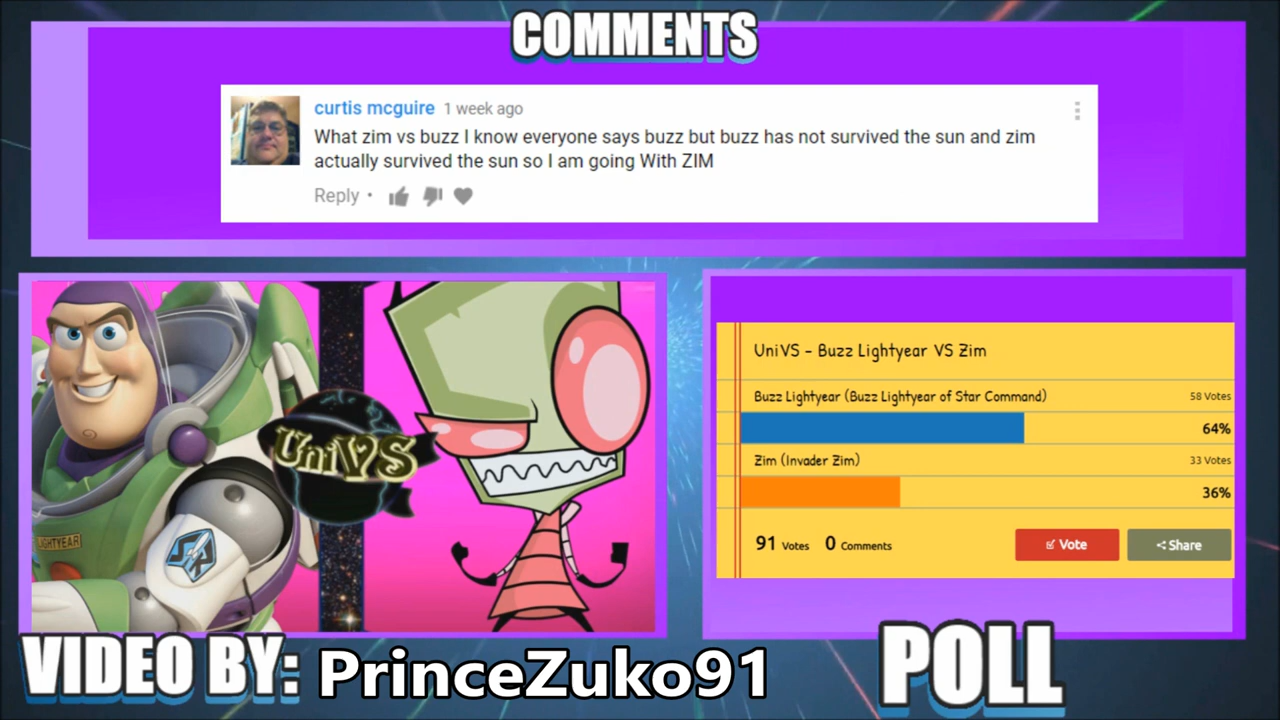 COMMENTS
curtis mcguire 1 week ago
What zim vs buzz I know everyone says buzz but buzz has not survived the sun and zim
actually survived the sun so I am going With ZIM
Reply •
LIGHTYEAR
UniVS
UniVS - Buzz Lightyear VS Zim
Buzz Lightyear (Buzz Lightyear of Star Command) 58 Votes
64%
Zim (Invader Zim) 33 Votes
36%
91 Votes 0 Comments Vote Share
VIDEO BY: PrinceZuko91
POLL